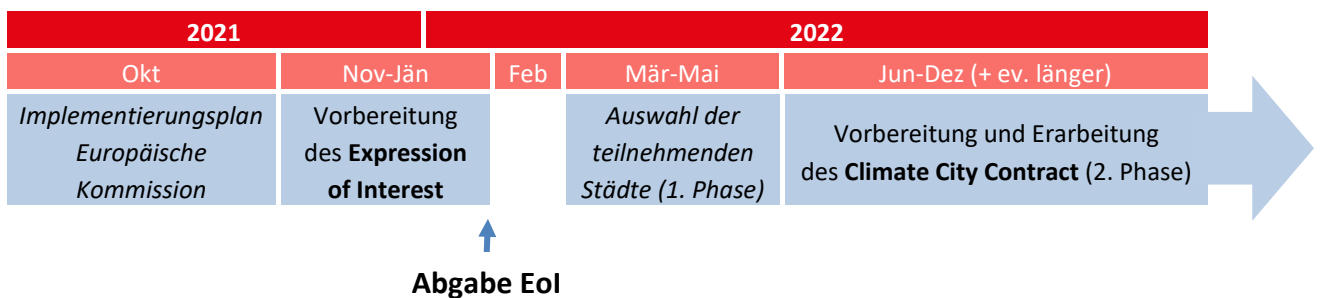 2021
2022
Okt
Nov-Jän
Feb
Mär-Mai
Jun-Dez (+ ev. länger)
Implementierungsplan
Europäische
Kommission
Vorbereitung
des Expression
of Interest
Auswahl der
teilnehmenden
Städte (1. Phase)
Vorbereitung und Erarbeitung
des Climate City Contract (2. Phase)
Abgabe EoI